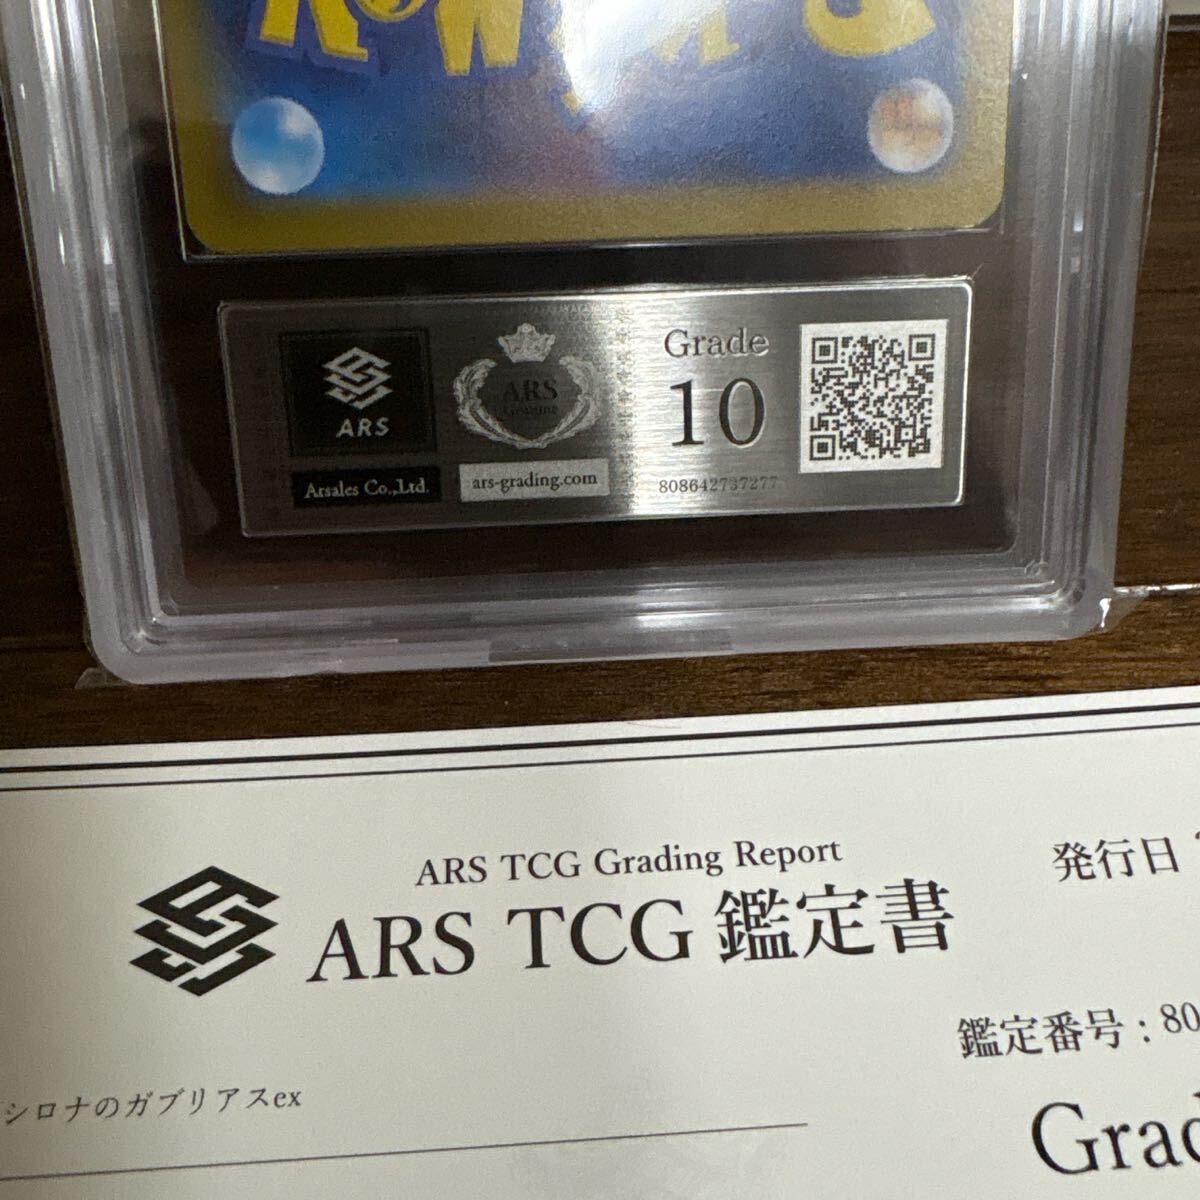 ARS
Arsales Co.,Ltd.
ARS
Genuine
ars-grading.com
Grade
10
808642737277
ARS TCG Grading Report
ARS TCG 鑑定書
発行日
鑑定番号：80
シロナのガブリアスex
Grad